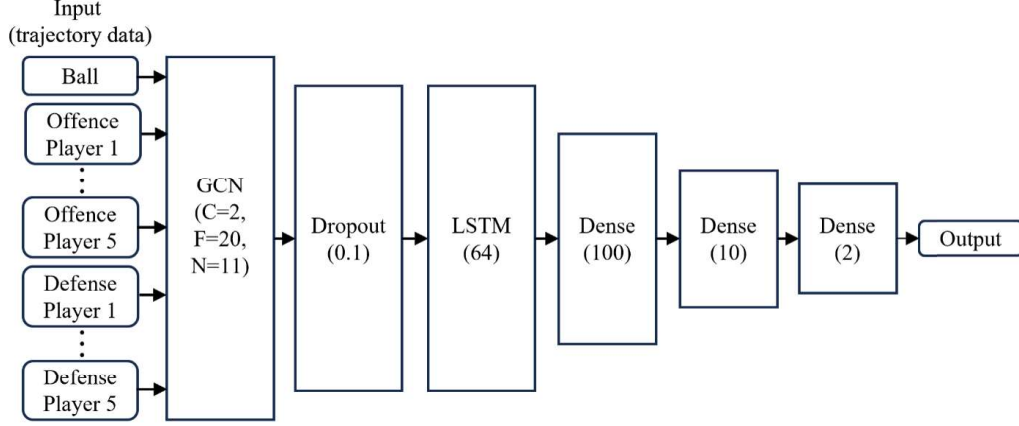 Input
(trajectory data)
Ball
Offence
Player 1
Offence
Player 5
Defense
Player 1
Defense
Player 5
GCN
(C=2,
F=20,
N=11)
Dropout
(0.1)
LSTM
(64)
Dense
(100)
Dense
(10)
Dense
(2)
Output